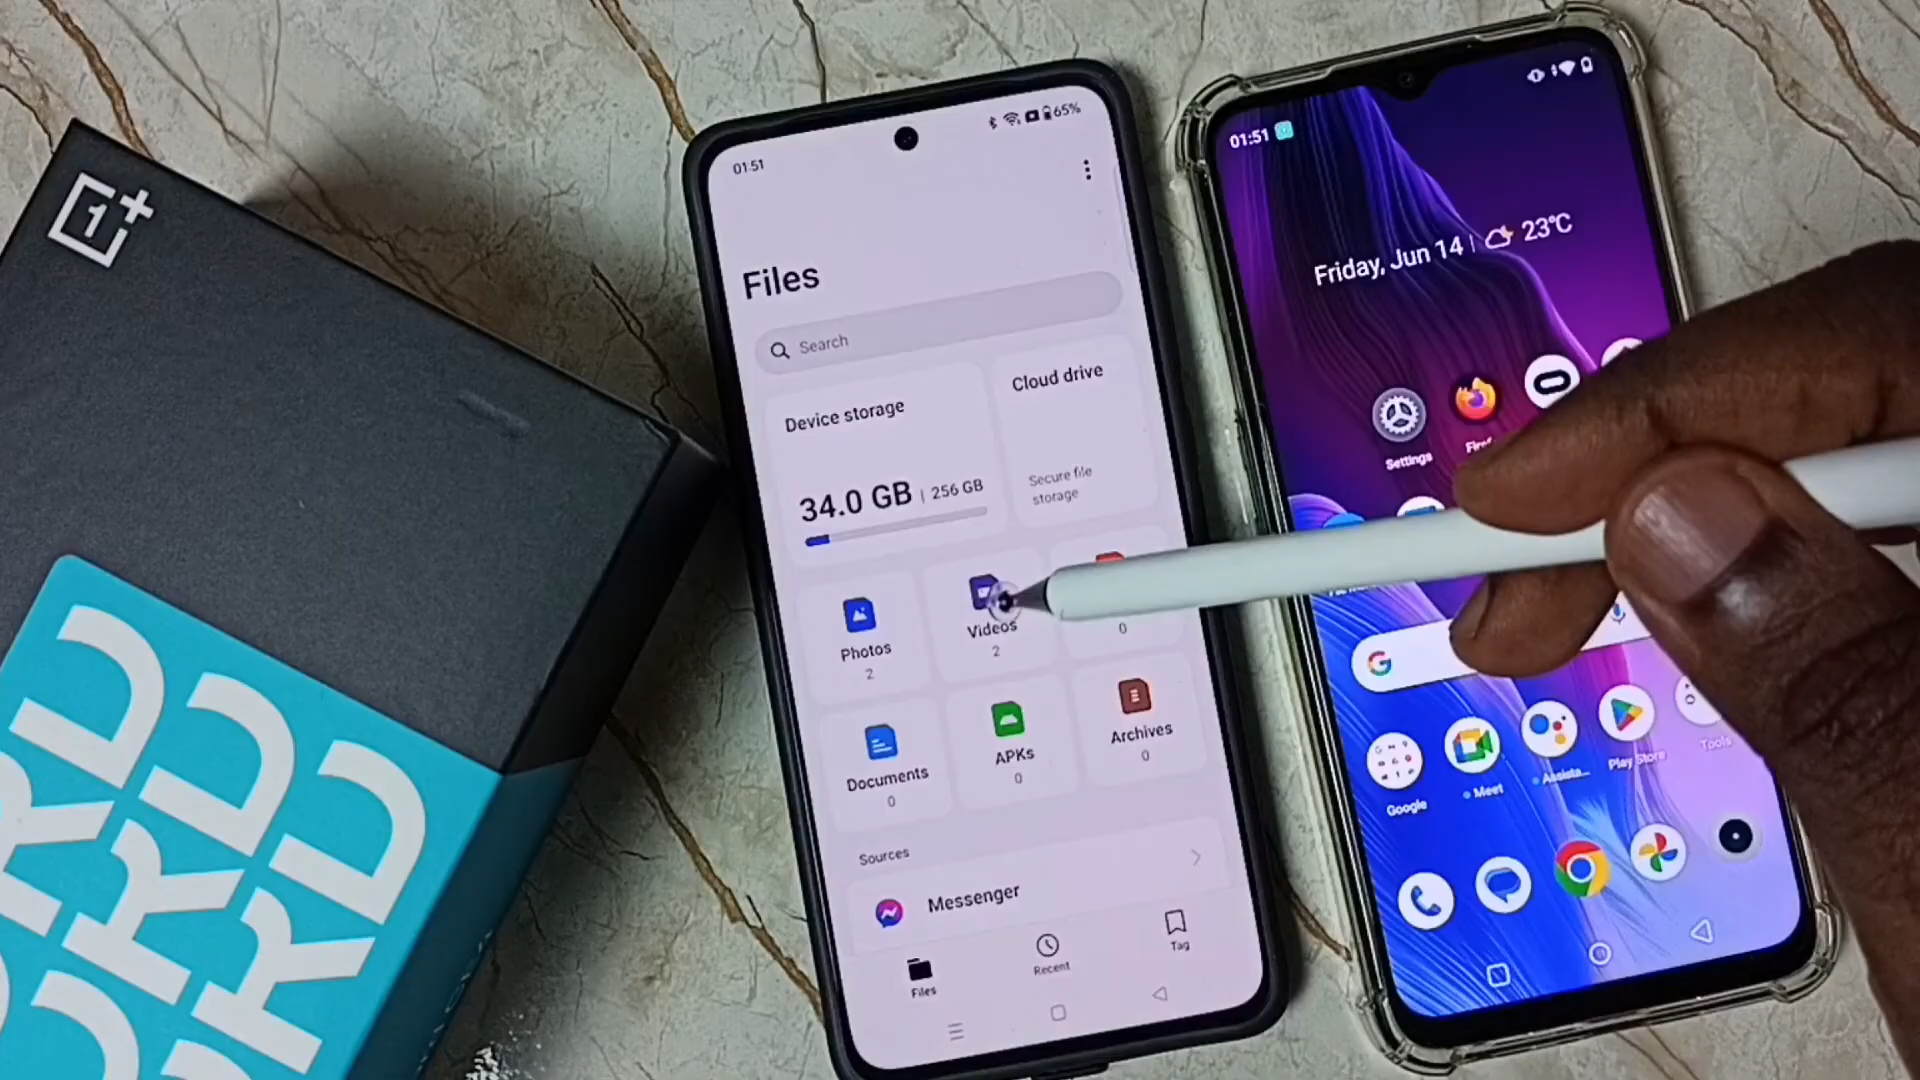 1+
01:51
65%
Files
Search
Device storage
34.0 GB | 256 GB
Cloud drive
Secure file
storage
Photos
2
Videos
2
0
Documents
0
APKs
0
Archives
0
Sources
Messenger
Files
Recent
Tag
01:51
Friday, Jun 14 | 23°C
Settings
Google
Meet
Assista...
Play Store
Tools